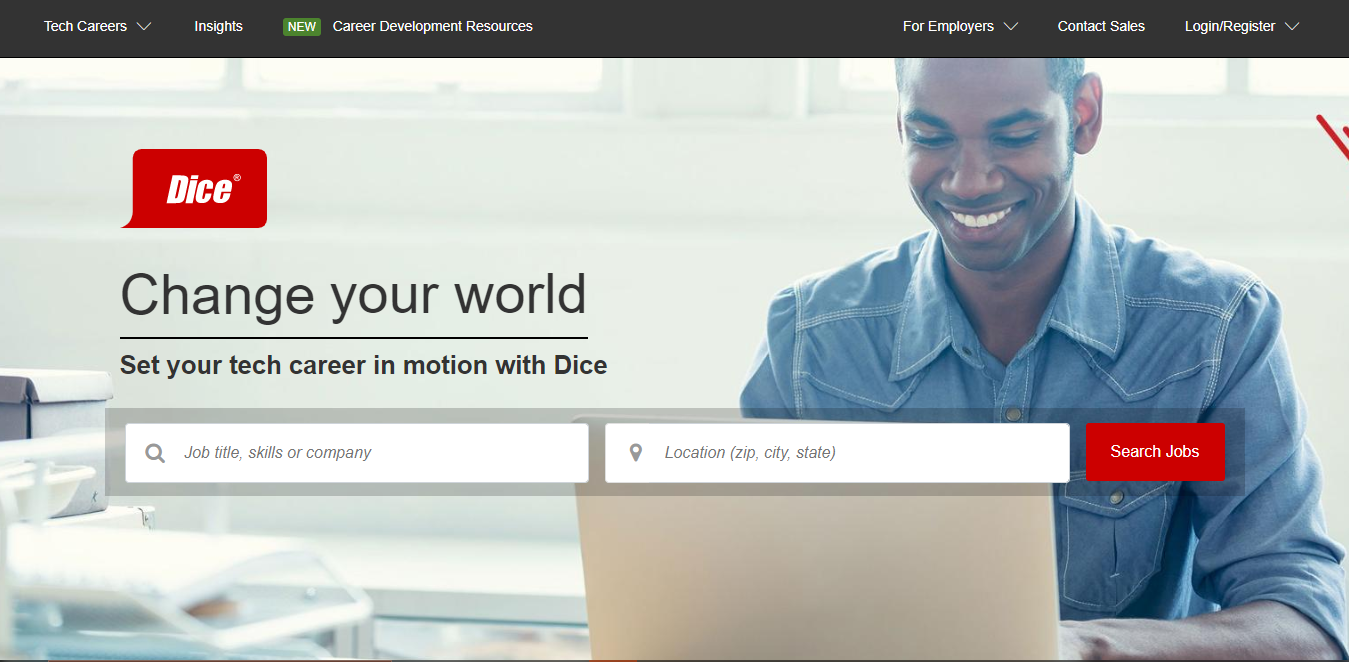 Tech Careers Insights NEW Career Development Resources For Employers Contact Sales Login/Register
Dice®
Change your world
Set your tech career in motion with Dice
Job title, skills or company Location (zip, city, state) Search Jobs